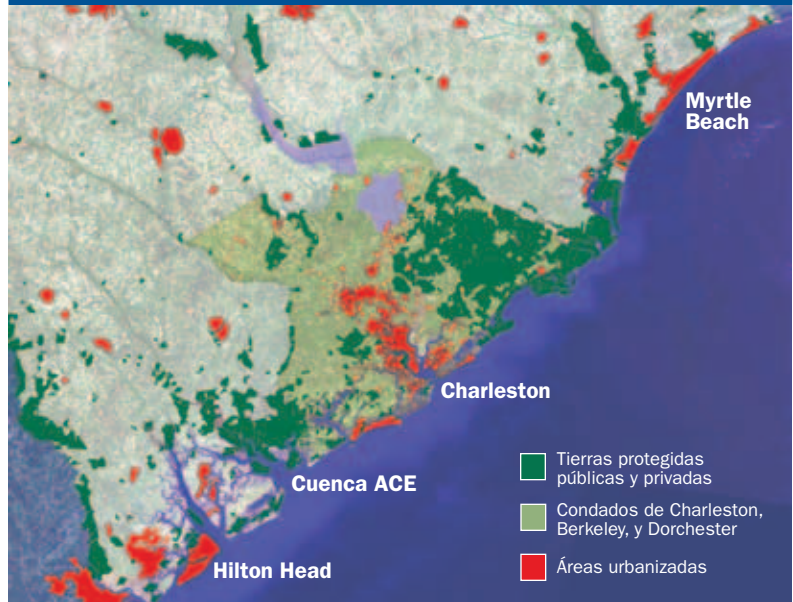 Myrtle
Beach
Charleston
Cuenca ACE
Hilton Head
Tierras protegidas
públicas y privadas
Condados de Charleston,
Berkeley, y Dorchester
Áreas urbanizadas